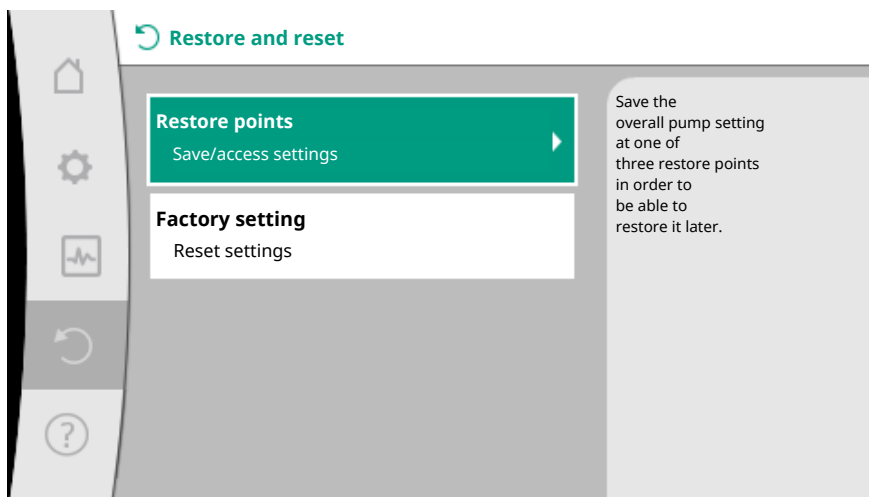 Restore and reset
Restore points
Save/access settings
Factory setting
Reset settings
Save the
overall pump setting
at one of
three restore points
in order to
be able to
restore it later.
?